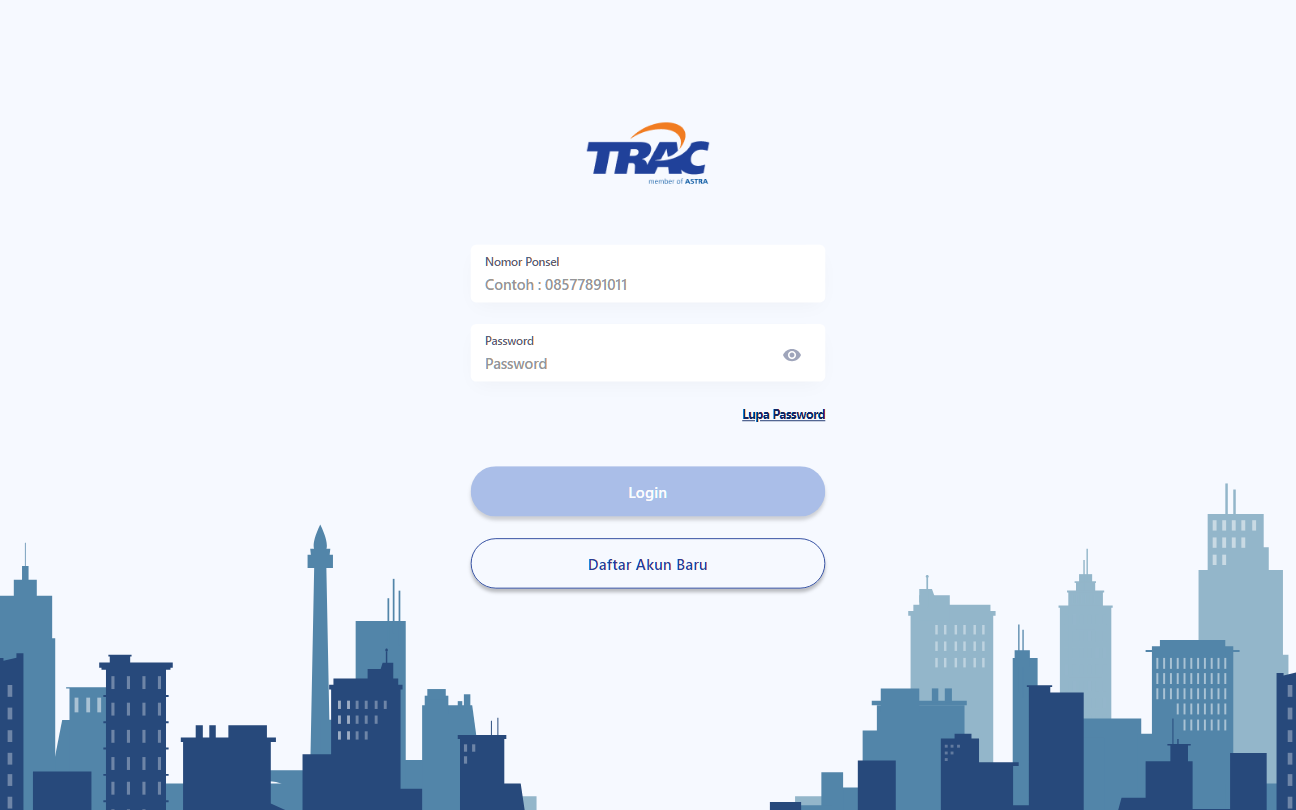 TRAC
member of ASTRA
Nomor Ponsel
Contoh : 08577891011
Password
Password
Lupa Password
Login
Daftar Akun Baru